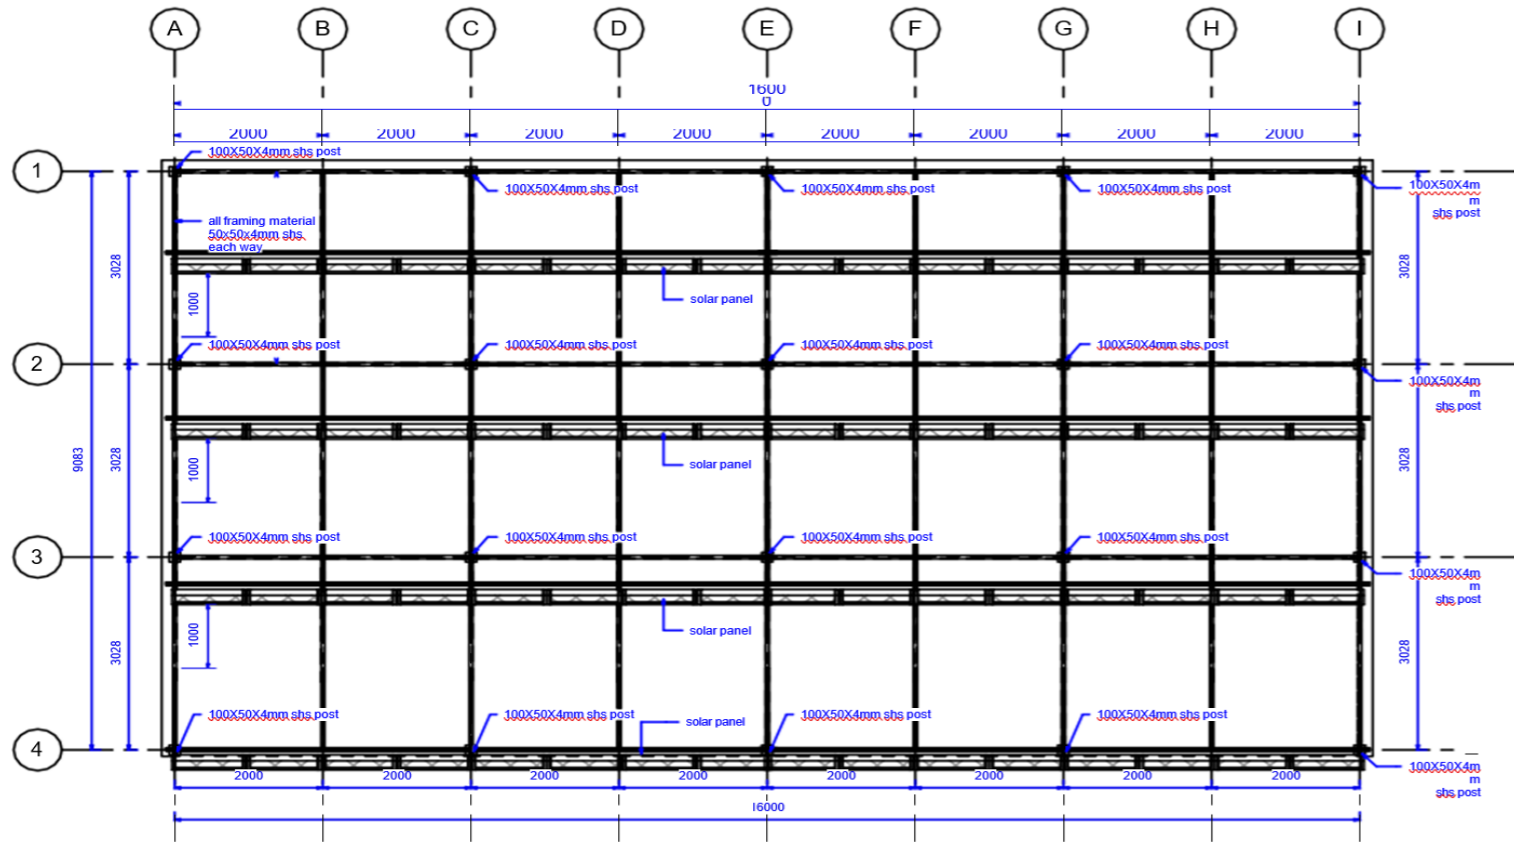 A B C D E F G H I
1600
0
2000 2000 2000 2000 2000 2000 2000 2000
100X50X4mm shs post
1
100X50X4mm shs post 100X50X4mm shs post 100X50X4mm shs post 100X50X4m
m
shs post
all framing material
50x50x4mm shs
each way
3028 3028
solar panel
1000
100X50X4mm shs post 100X50X4mm shs post 100X50X4mm shs post 100X50X4mm shs post
2
100X50X4m
m
shs post
9083 3028 3028
solar panel
1000
100X50X4mm shs post 100X50X4mm shs post 100X50X4mm shs post 100X50X4mm shs post
3
100X50X4m
m
shs post
solar panel
1000
3028 3028
100X50X4mm shs post 100X50X4mm shs post solar panel 100X50X4mm shs post 100X50X4mm shs post
4
100X50X4m
m
shs post
2000 2000 2000 2000 2000 2000 2000 2000
16000